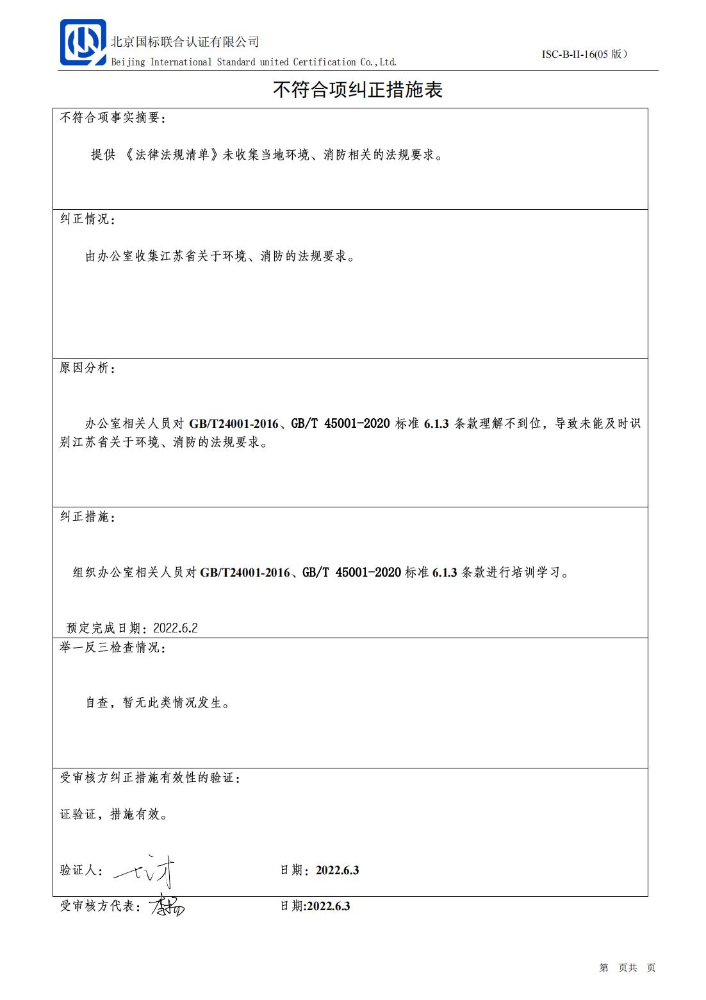 北京国标联合认证有限公司
Beijing International Standard united Certification Co.,Ltd.
ISC-B-II-16(05 版）
不符合项纠正措施表
不符合项事实摘要：
提供 《法律法规清单》未收集当地环境、消防相关的法规要求。
纠正情况：
由办公室收集江苏省关于环境、消防的法规要求。
原因分析：
办公室相关人员对 GB/T24001-2016、GB/T 45001-2020 标准 6.1.3 条款理解不到位，导致未能及时识
别江苏省关于环境、消防的法规要求。
纠正措施：
组织办公室相关人员对 GB/T24001-2016、GB/T 45001-2020 标准 6.1.3 条款进行培训学习。
预定完成日期：2022.6.2
举一反三检查情况：
自查，暂无此类情况发生。
受审核方纠正措施有效性的验证：
证验证，措施有效。
验证人： 日期：2022.6.3
受审核方代表： 日期:2022.6.3
第 页共 页